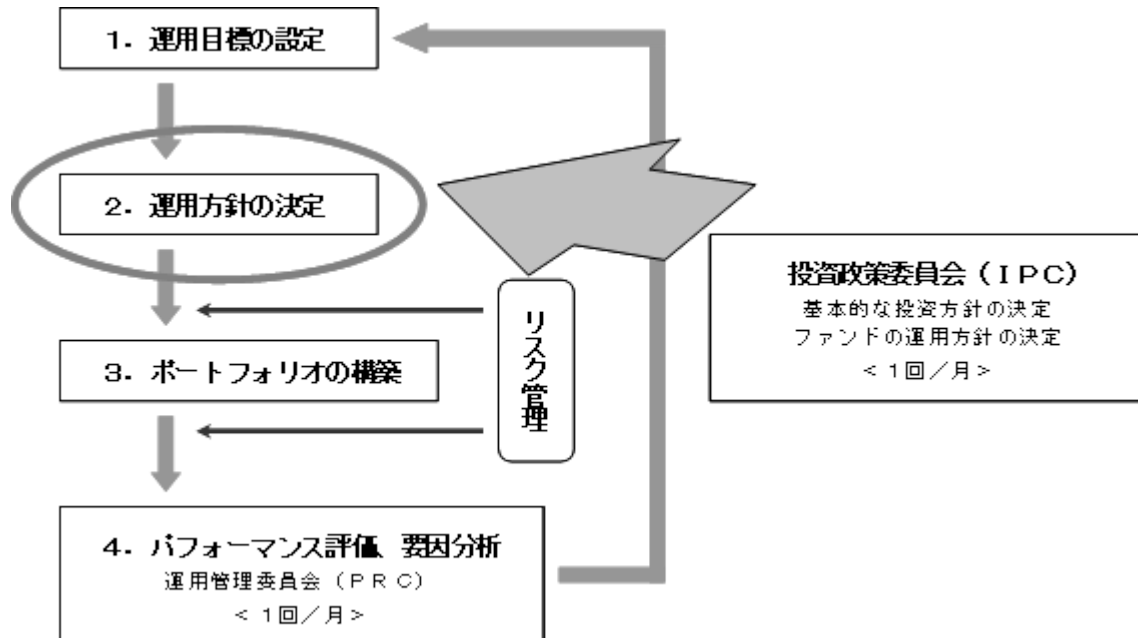 １．運用目標の設定
２．運用方針の決定
投資政策委員会（ＩＰＣ）
基本的な投資方針の決定
ファンドの運用方針の決定
＜１回／月＞
リスク管理
３．ポートフォリオの構築
４．パフォーマンス評価、要因分析
運用管理委員会（ＰＲＣ）
＜１回／月＞